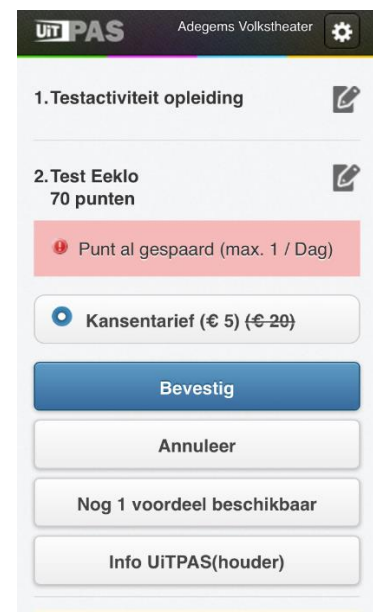 UiTPAS
Adegems Volkstheater
1. Testactiviteit opleiding
2. Test Eeklo
70 punten
Punt al gespaard (max. 1 / Dag)
Kansentarief (€ 5) (€ 20)
Bevestig
Annuleer
Nog 1 voordeel beschikbaar
Info UiTPAS(houder)